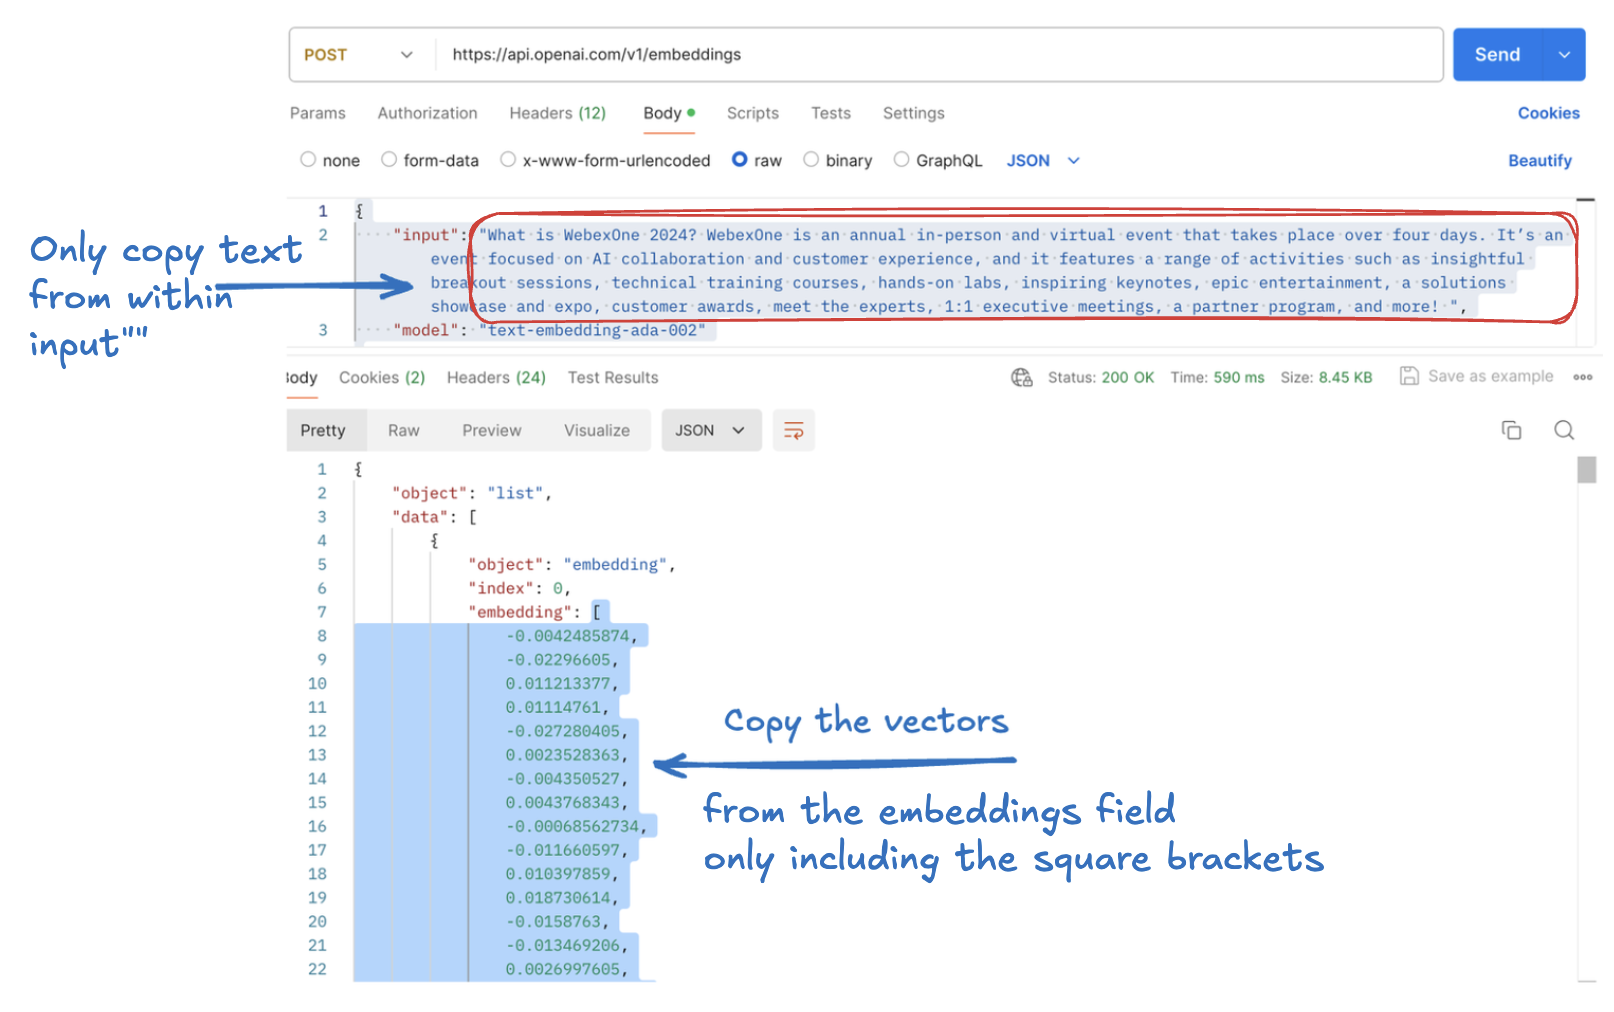 POST https://api.openai.com/v1/embeddings Send
Params Authorization Headers (12) Body Scripts Tests Settings Cookies
none form-data x-www-form-urlencoded raw binary GraphQL JSON Beautify
1 {
2 "input": "What is WebexOne 2024? WebexOne is an annual in-person and virtual event that takes place over four days. It’s an
event focused on AI collaboration and customer experience, and it features a range of activities such as insightful
breakout sessions, technical training courses, hands-on labs, inspiring keynotes, epic entertainment, a solutions
showcase and expo, customer awards, meet the experts, 1:1 executive meetings, a partner program, and more! ",
3 "model": "text-embedding-ada-002"
Only copy text
from within
input""
Body Cookies (2) Headers (24) Test Results Status: 200 OK Time: 590 ms Size: 8.45 KB Save as example
Pretty Raw Preview Visualize JSON
1 {
2 "object": "list",
3 "data": [
4 {
5 "object": "embedding",
6 "index": 0,
7 "embedding": [
8 -0.0042485874,
9 -0.02296605,
10 0.011213377,
11 0.01114761,
12 -0.027280405,
13 0.0023528363,
14 -0.004350527,
15 0.0043768343,
16 -0.00068562734,
17 -0.011660597,
18 0.010397859,
19 0.018730614,
20 -0.0158763,
21 -0.013469206,
22 0.0026997605,
Copy the vectors
from the embeddings field
only including the square brackets